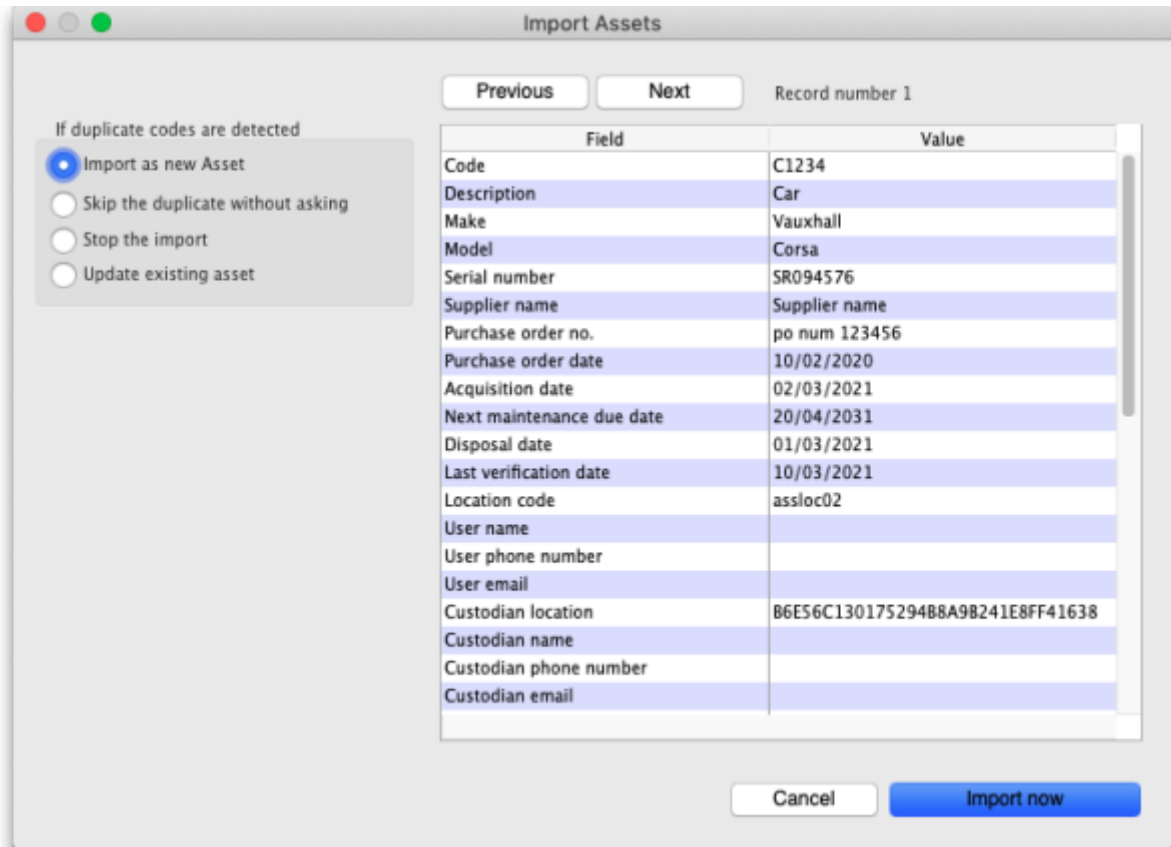 Import Assets
Previous Next Record number 1
If duplicate codes are detected
Import as new Asset
Skip the duplicate without asking
Stop the import
Update existing asset
Field Value
Code C1234
Description Car
Make Vauxhall
Model Corsa
Serial number SR094576
Supplier name Supplier name
Purchase order no. po num 123456
Purchase order date 10/02/2020
Acquisition date 02/03/2021
Next maintenance due date 20/04/2031
Disposal date 01/03/2021
Last verification date 10/03/2021
Location code assloc02
User name
User phone number
User email
Custodian location B6E56C130175294B8A9B241E8FF41638
Custodian name
Custodian phone number
Custodian email
Cancel Import now